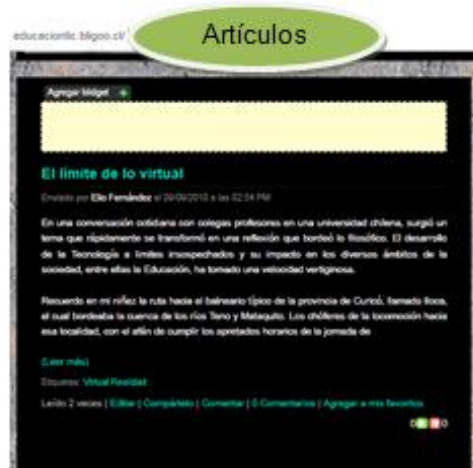 educaciontic.bligoo.cl/
Artículos
Agregar Widget +
El límite de lo virtual
Enviado por Elio Fernández el 09/09/2010 a las 02:54 PM
En una conversación cotidiana con colegas profesores en una universidad chilena, surgió un
tema que rápidamente se transformó en una reflexión que bordeó lo filosófico. El desarrollo
de la Tecnología a límites insospechados y su impacto en los diversos ámbitos de la
sociedad, entre ellas la Educación, ha tomado una velocidad vertiginosa.
Recuerdo en mi niñez la ruta hacia el balneario típico de la provincia de Curicó, llamado Iloca,
el cual bordeaba la cuenca de los ríos Teno y Mataquito. Los chóferes de la locomoción hacia
esa localidad, con el afán de cumplir los apretados horarios de la jornada de
(Leer más)
Etiquetas: Virtual Realidad
Leído 2 veces | Editar | Compártelo | Comentar | 0 Comentarios | Agregar a mis favoritos
0 0